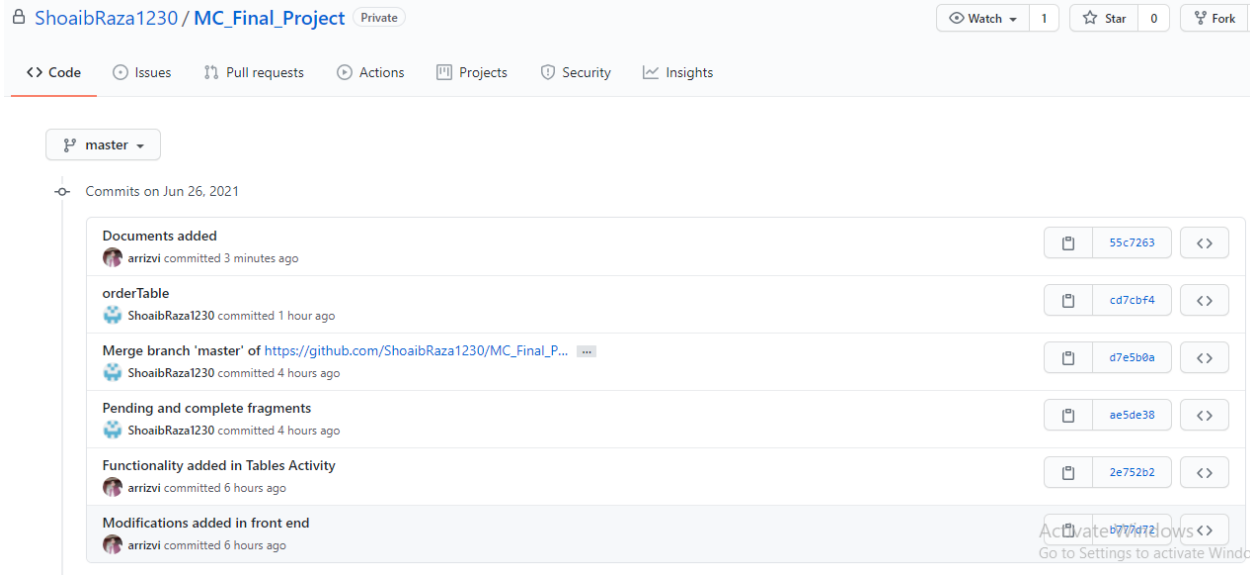 ShoaibRaza1230 / MC_Final_Project Private Watch 1 Star 0 Fork
Code Issues Pull requests Actions Projects Security Insights
master
Commits on Jun 26, 2021
Documents added
arrizvi committed 3 minutes ago
55c7263
orderTable
ShoaibRaza1230 committed 1 hour ago
cd7cbf4
Merge branch 'master' of https://github.com/ShoaibRaza1230/MC_Final_P... ...
ShoaibRaza1230 committed 4 hours ago
d7e5b0a
Pending and complete fragments
ShoaibRaza1230 committed 4 hours ago
ae5de38
Functionality added in Tables Activity
arrizvi committed 6 hours ago
2e752b2
Modifications added in front end
arrizvi committed 6 hours ago
b777d72
Activate Windows
Go to Settings to activate Windo